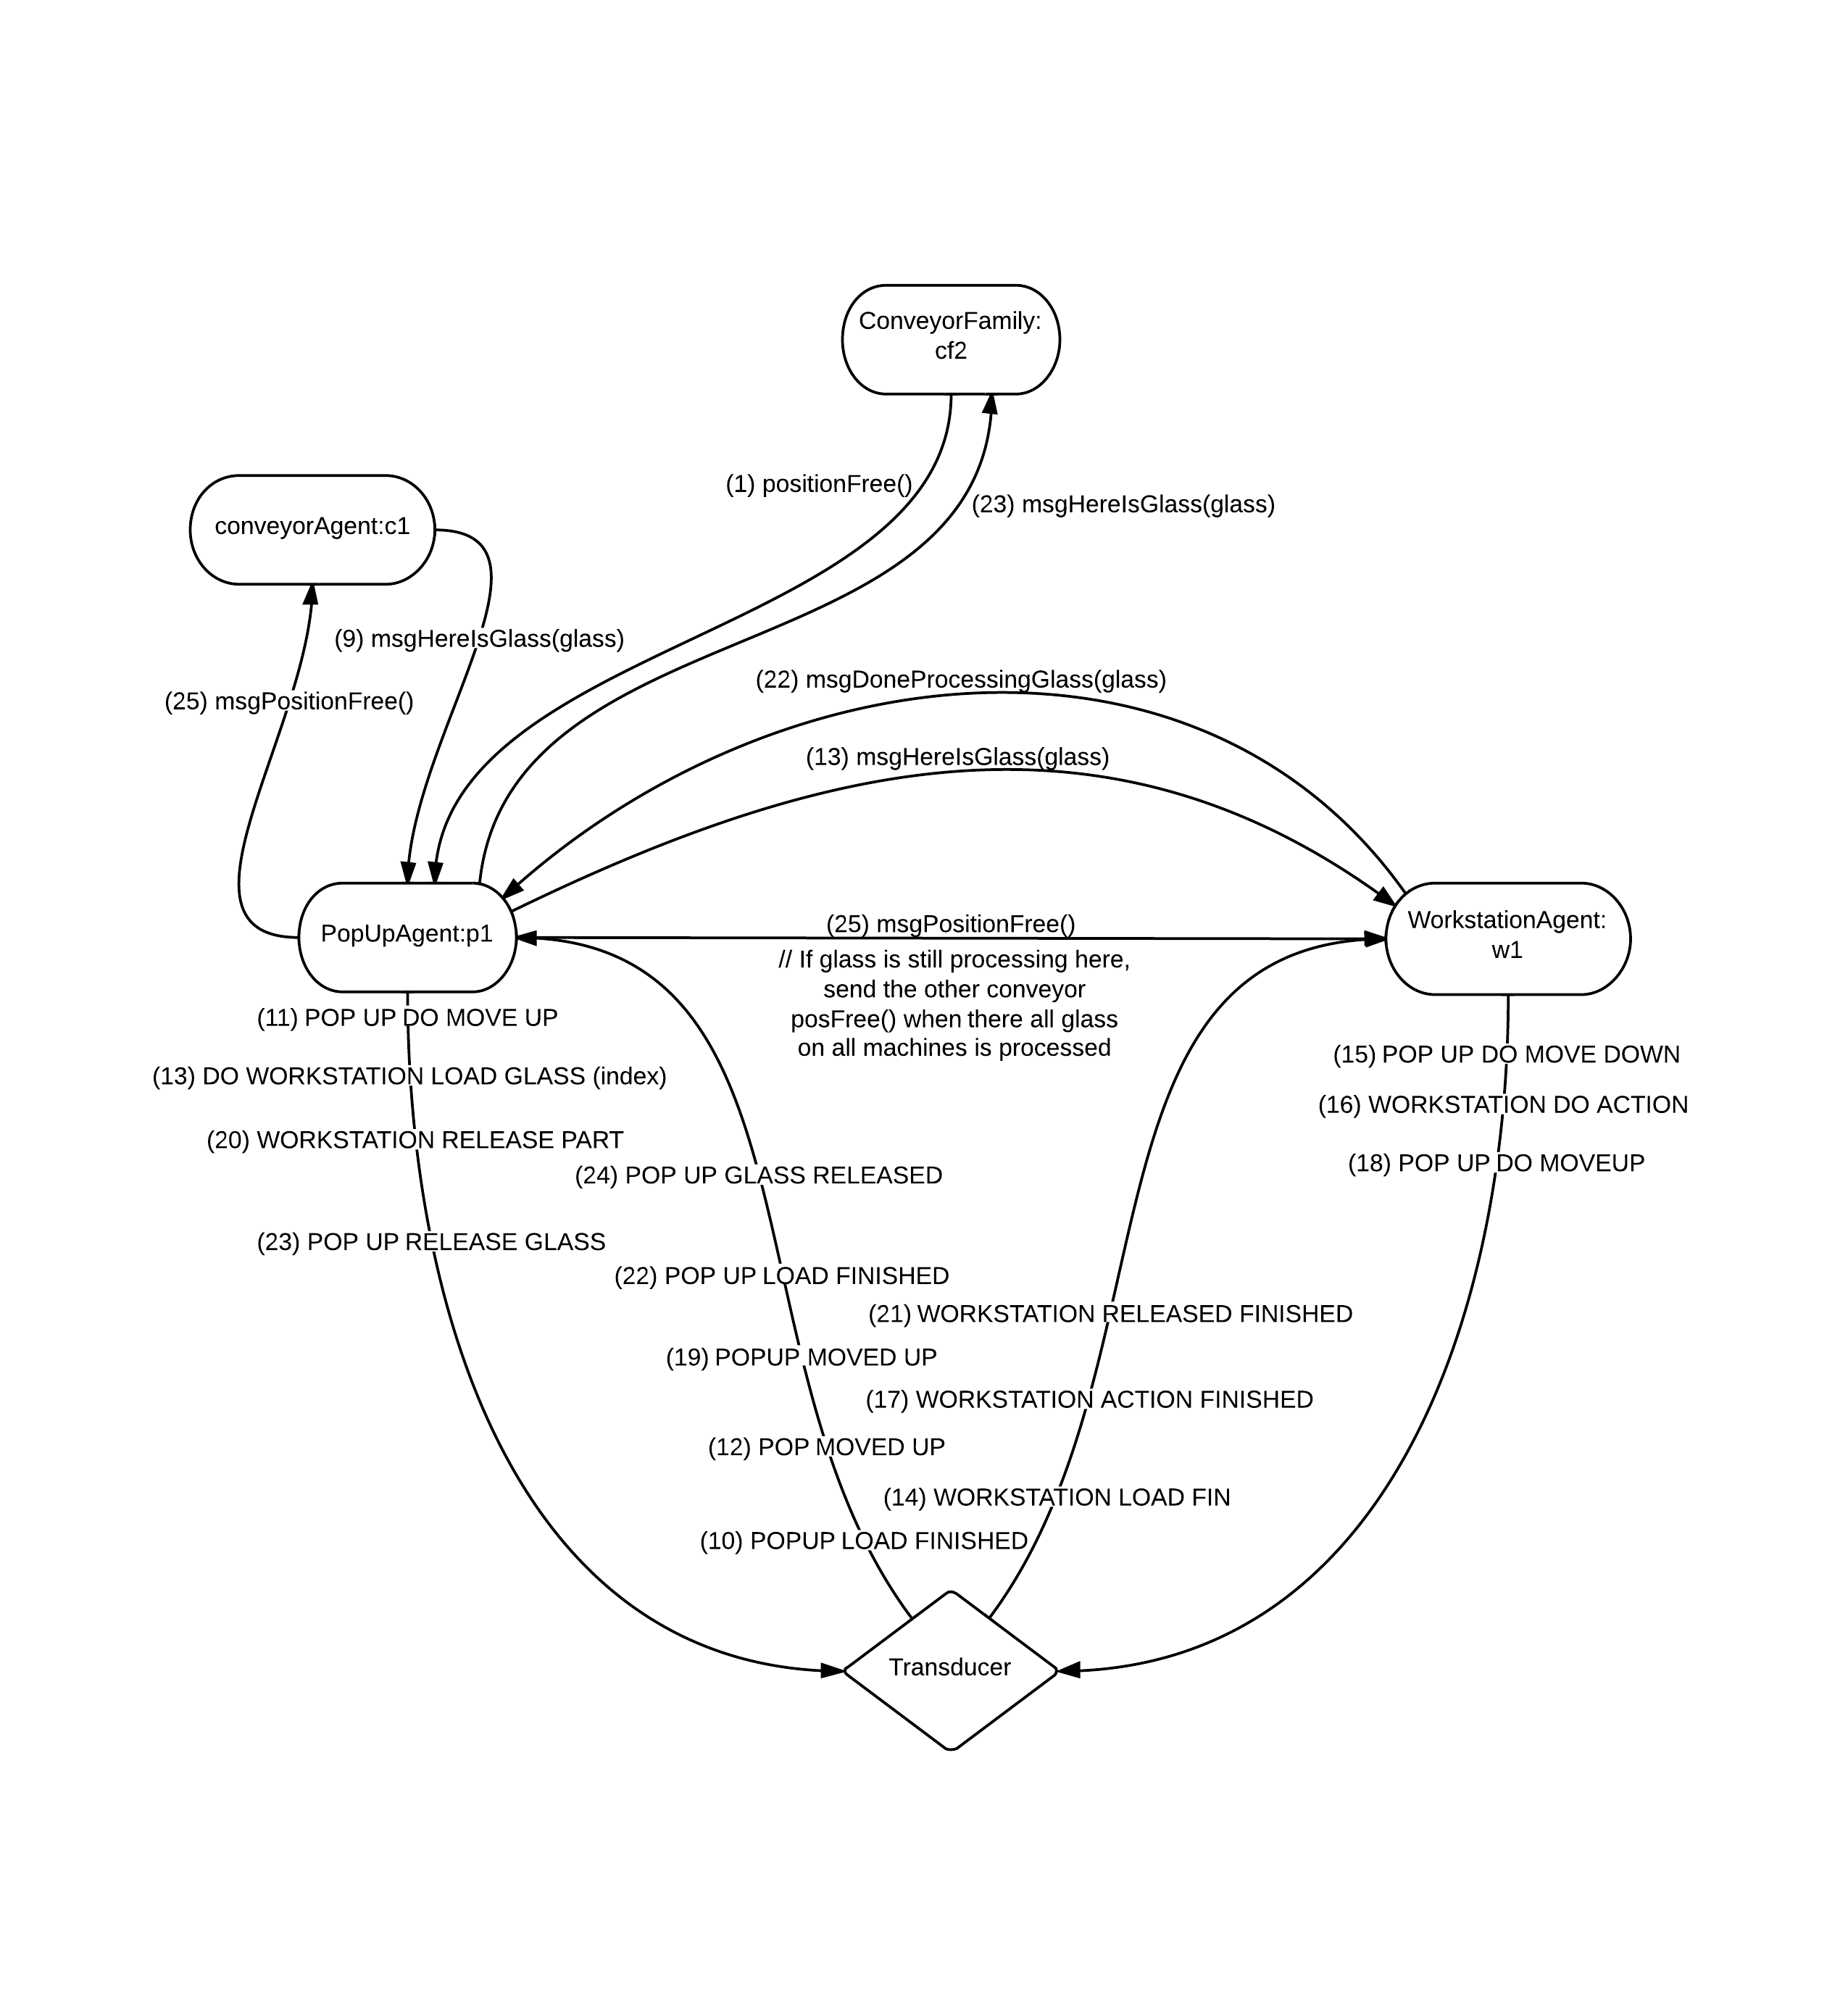 ConveyorFamily:
cf2
(1) positionFree()
(23) msgHereIsGlass(glass)
conveyorAgent:c1
(9) msgHereIsGlass(glass)
(25) msgPositionFree()
(22) msgDoneProcessingGlass(glass)
(13) msgHereIsGlass(glass)
PopUpAgent:p1
(25) msgPositionFree()
// If glass is still processing here,
send the other conveyor
posFree() when there all glass
on all machines is processed
WorkstationAgent:
w1
(11) POP UP DO MOVE UP
(13) DO WORKSTATION LOAD GLASS (index)
(20) WORKSTATION RELEASE PART
(23) POP UP RELEASE GLASS
(24) POP UP GLASS RELEASED
(22) POP UP LOAD FINISHED
(19) POPUP MOVED UP
(12) POP MOVED UP
(10) POPUP LOAD FINISHED
(21) WORKSTATION RELEASED FINISHED
(17) WORKSTATION ACTION FINISHED
(14) WORKSTATION LOAD FIN
(15) POP UP DO MOVE DOWN
(16) WORKSTATION DO ACTION
(18) POP UP DO MOVEUP
Transducer